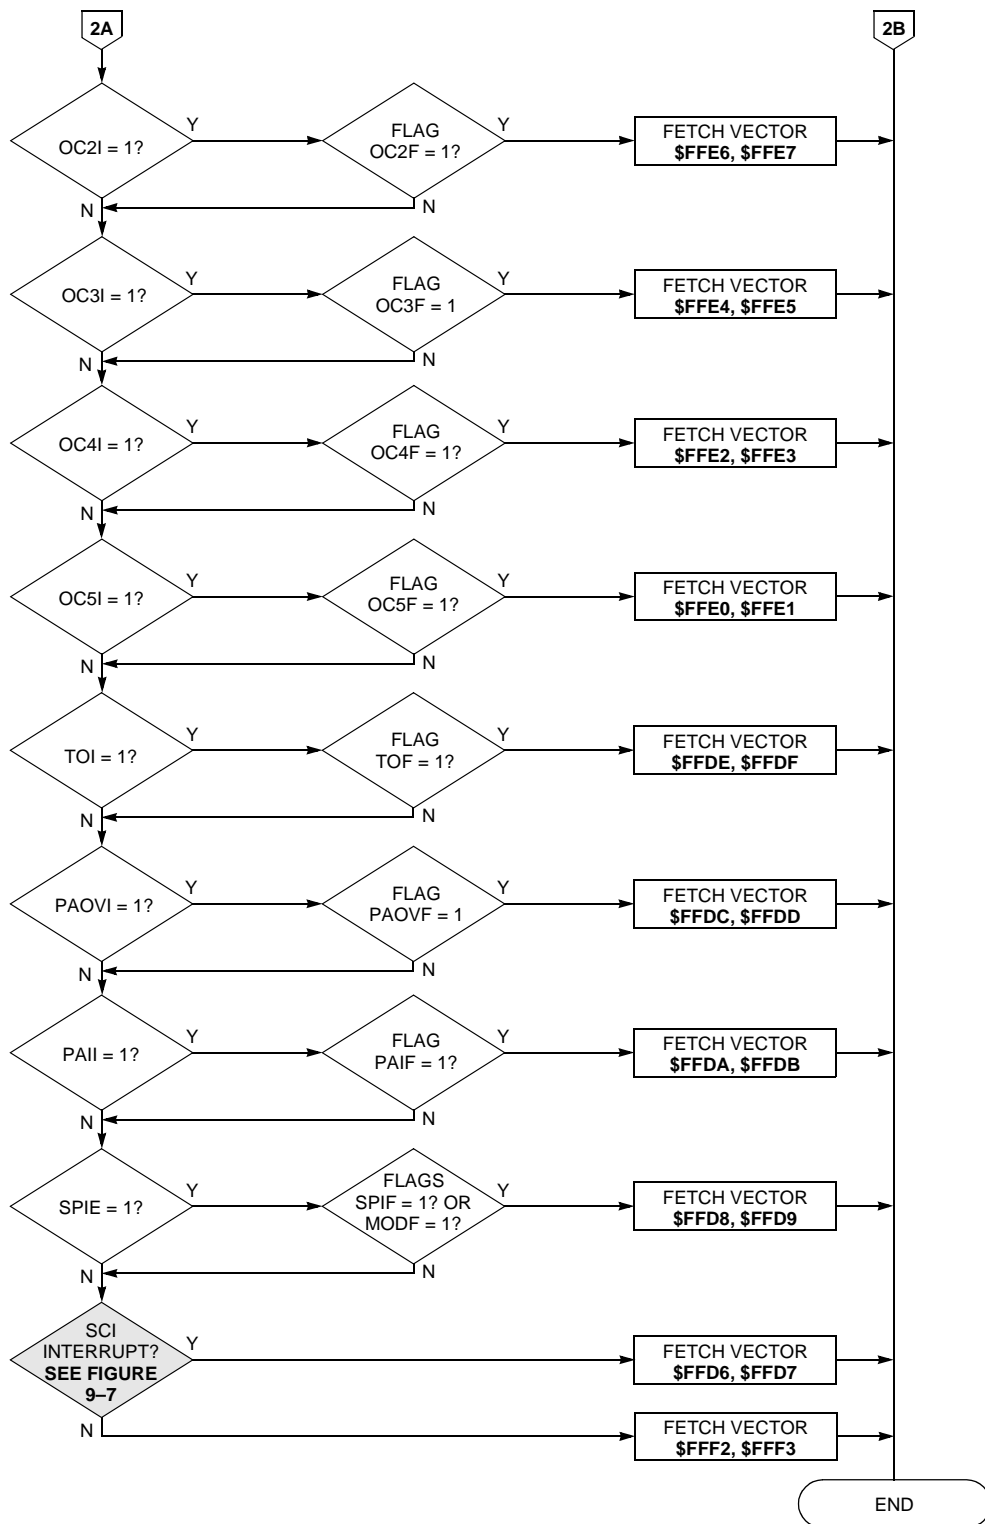 2A
2B
OC2I = 1?
Y
FLAG
OC2F = 1?
Y
FETCH VECTOR
$FFE6, $FFE7
N
N
OC3I = 1?
Y
FLAG
OC3F = 1
Y
FETCH VECTOR
$FFE4, $FFE5
N
N
OC4I = 1?
Y
FLAG
OC4F = 1?
Y
FETCH VECTOR
$FFE2, $FFE3
N
N
OC5I = 1?
Y
FLAG
OC5F = 1?
Y
FETCH VECTOR
$FFE0, $FFE1
N
N
TOI = 1?
Y
FLAG
TOF = 1?
Y
FETCH VECTOR
$FFDE, $FFDF
N
N
PAOVI = 1?
Y
FLAG
PAOVF = 1
Y
FETCH VECTOR
$FFDC, $FFDD
N
N
PAII = 1?
Y
FLAG
PAIF = 1?
Y
FETCH VECTOR
$FFDA, $FFDB
N
N
SPIE = 1?
Y
FLAGS
SPIF = 1? OR
MODF = 1?
Y
FETCH VECTOR
$FFD8, $FFD9
N
N
SCI
INTERRUPT?
SEE FIGURE
9–7
Y
FETCH VECTOR
$FFD6, $FFD7
N
FETCH VECTOR
$FFF2, $FFF3
END